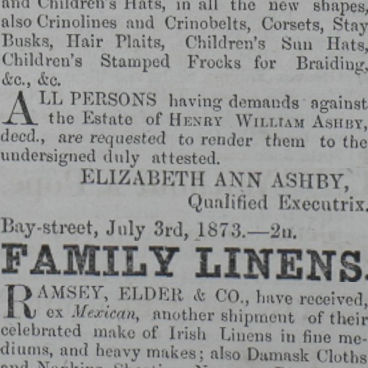 and Children's Hats, in all the new shapes,
also Crinolines and Crinobelts, Corsets, Stay
Busks, Hair Plaits, Children's Sun Hats,
Children's Stamped Frocks for Braiding,
&c., &c.
ALL PERSONS having demands against
the Estate of HENRY WILLIAM ASHBY,
decd., are requested to render them to the
undersigned duly attested.
ELIZABETH ANN ASHBY,
Qualified Executrix.
Bay-street, July 3rd, 1873.—2n.
FAMILY LINENS.
RAMSEY, ELDER & CO., have received,
ex Mexican, another shipment of their
celebrated make of Irish Linens in fine me-
diums, and heavy makes; also Damask Cloths